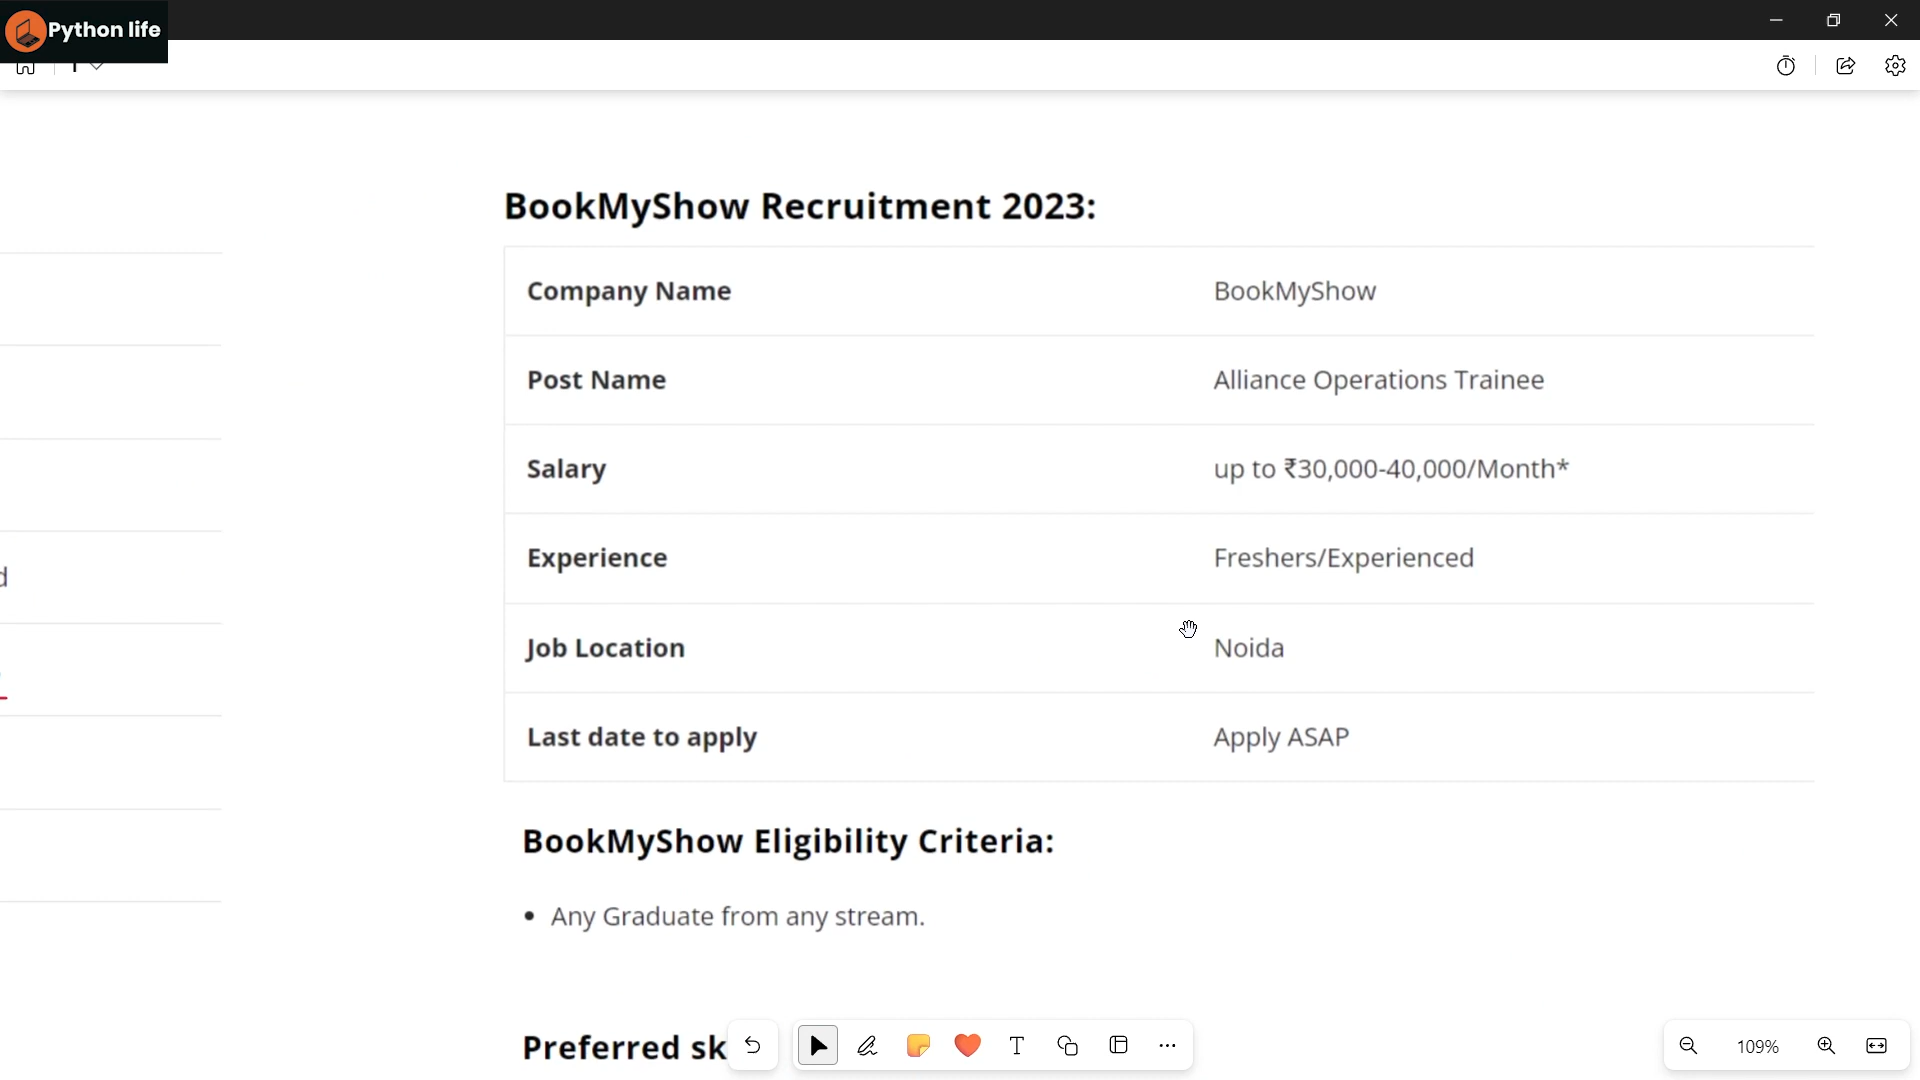 Python life
BookMyShow Recruitment 2023:
Company Name BookMyShow
Post Name Alliance Operations Trainee
Salary up to ₹30,000-40,000/Month*
Experience Freshers/Experienced
d
Job Location Noida
Last date to apply Apply ASAP
BookMyShow Eligibility Criteria:
• Any Graduate from any stream.
Preferred sk
109%